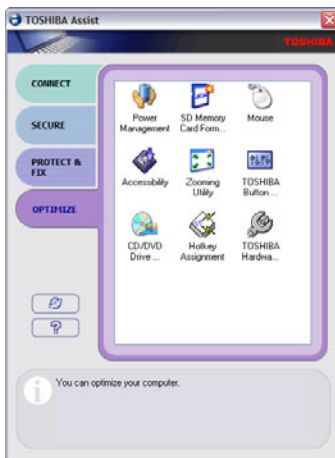 TOSHIBA Assist
TOSHIBA
CONNECT
SECURE
PROTECT &
FIX
OPTIMIZE
Power
Management
SD Memory
Card Form...
Mouse
Accessibility
Zooming
Utility
TOSHIBA
Button ...
CD/DVD
Drive ...
Hotkey
Assignment
TOSHIBA
Hardwa...
?
i
You can optimize your computer.